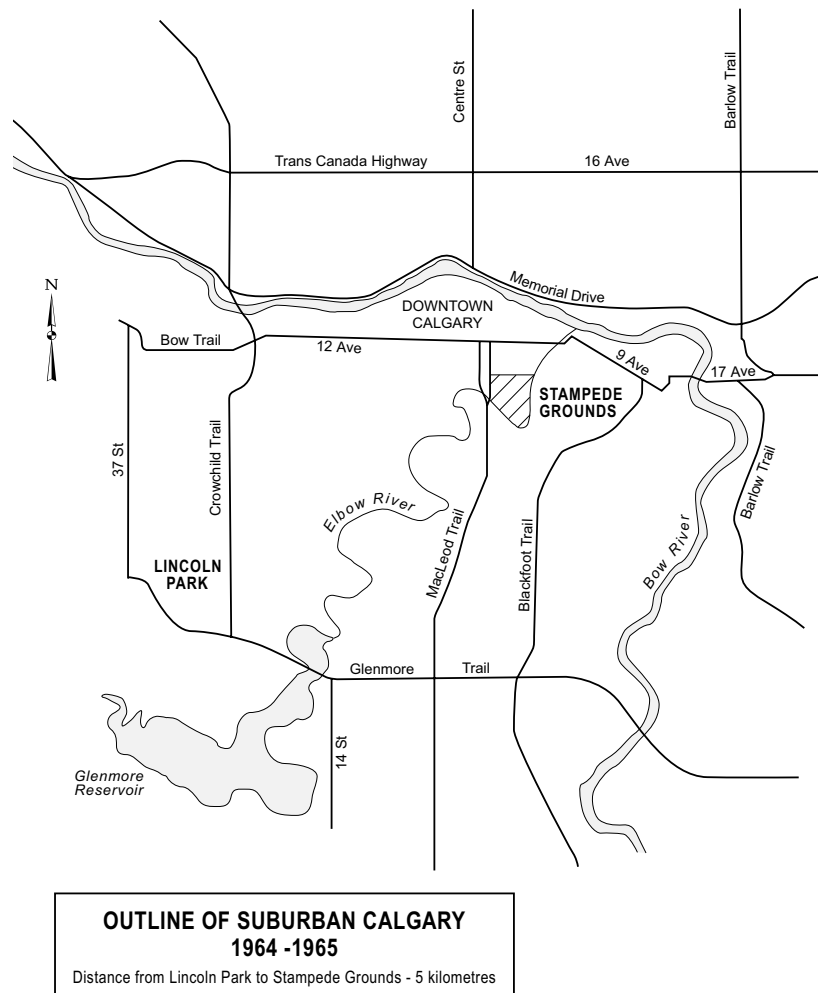 Centre St
Barlow Trail
Trans Canada Highway
16 Ave
N
Memorial Drive
DOWNTOWN
CALGARY
Bow Trail
12 Ave
9 Ave
17 Ave
STAMPEDE
GROUNDS
37 St
Crowchild Trail
Elbow River
MacLeod Trail
Blackfoot Trail
Barlow Trail
Bow River
LINCOLN
PARK
Glenmore Trail
14 St
Glenmore
Reservoir
OUTLINE OF SUBURBAN CALGARY
1964 -1965
Distance from Lincoln Park to Stampede Grounds - 5 kilometres